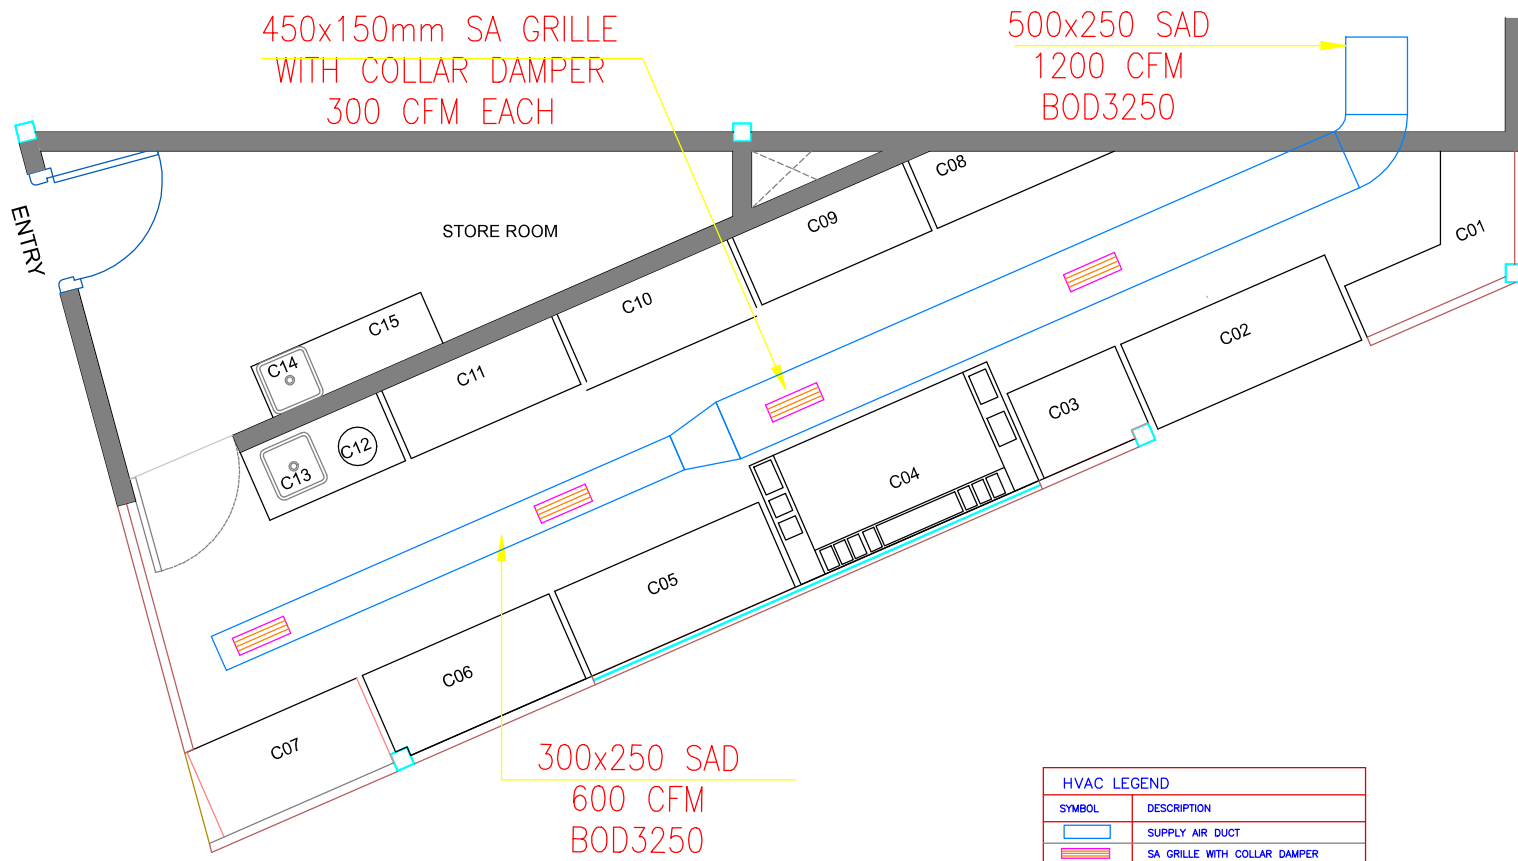 450x150mm SA GRILLE
WITH COLLAR DAMPER
300 CFM EACH
500x250 SAD
1200 CFM
BOD3250
ENTRY
STORE ROOM
C08
C09
C01
C10
C15
C14
C11
C02
C12
C13
C03
C04
C05
C06
C07
300x250 SAD
600 CFM
BOD3250
HVAC LEGEND
SYMBOL DESCRIPTION
SUPPLY AIR DUCT
SA GRILLE WITH COLLAR DAMPER